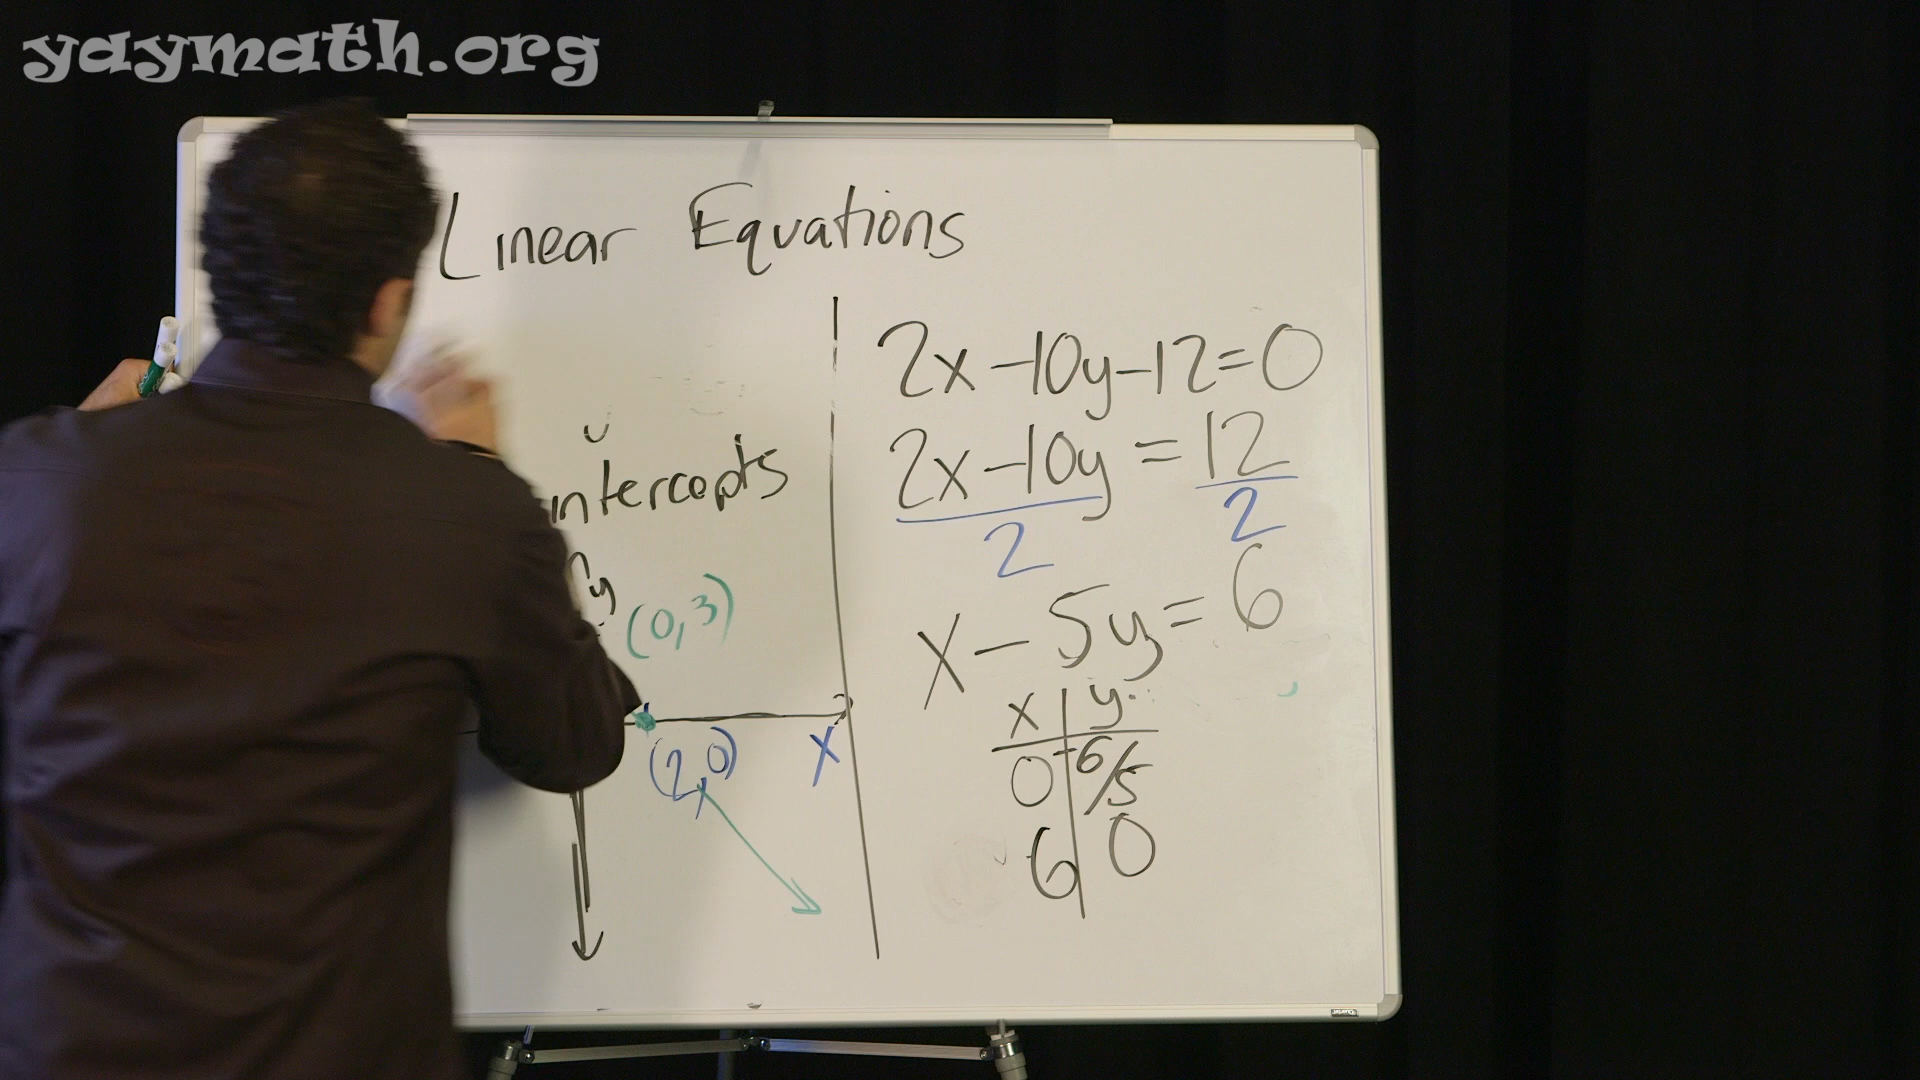 yaymath.org
Linear Equations
intercepts
y
(0,3)
(2,0)
x
2x-10y-12=0
2x-10y = 12
2 2
x - 5y = 6
x y
0 -6/5
6 0